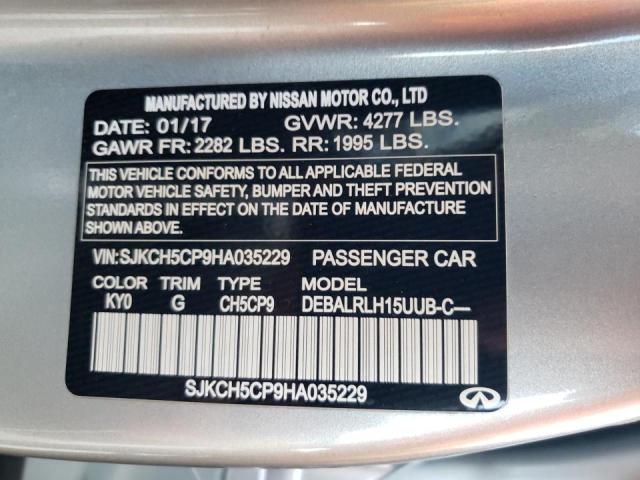 MANUFACTURED BY NISSAN MOTOR CO., LTD
DATE: 01/17 GVWR: 4277 LBS.
GAWR FR: 2282 LBS. RR: 1995 LBS.
THIS VEHICLE CONFORMS TO ALL APPLICABLE FEDERAL
MOTOR VEHICLE SAFETY, BUMPER AND THEFT PREVENTION
STANDARDS IN EFFECT ON THE DATE OF MANUFACTURE
SHOWN ABOVE.
VIN:SJKCH5CP9HA035229 PASSENGER CAR
COLOR TRIM TYPE MODEL
KY0 G CH5CP9 DEBALRLH15UUB-C—
SJKCH5CP9HA035229